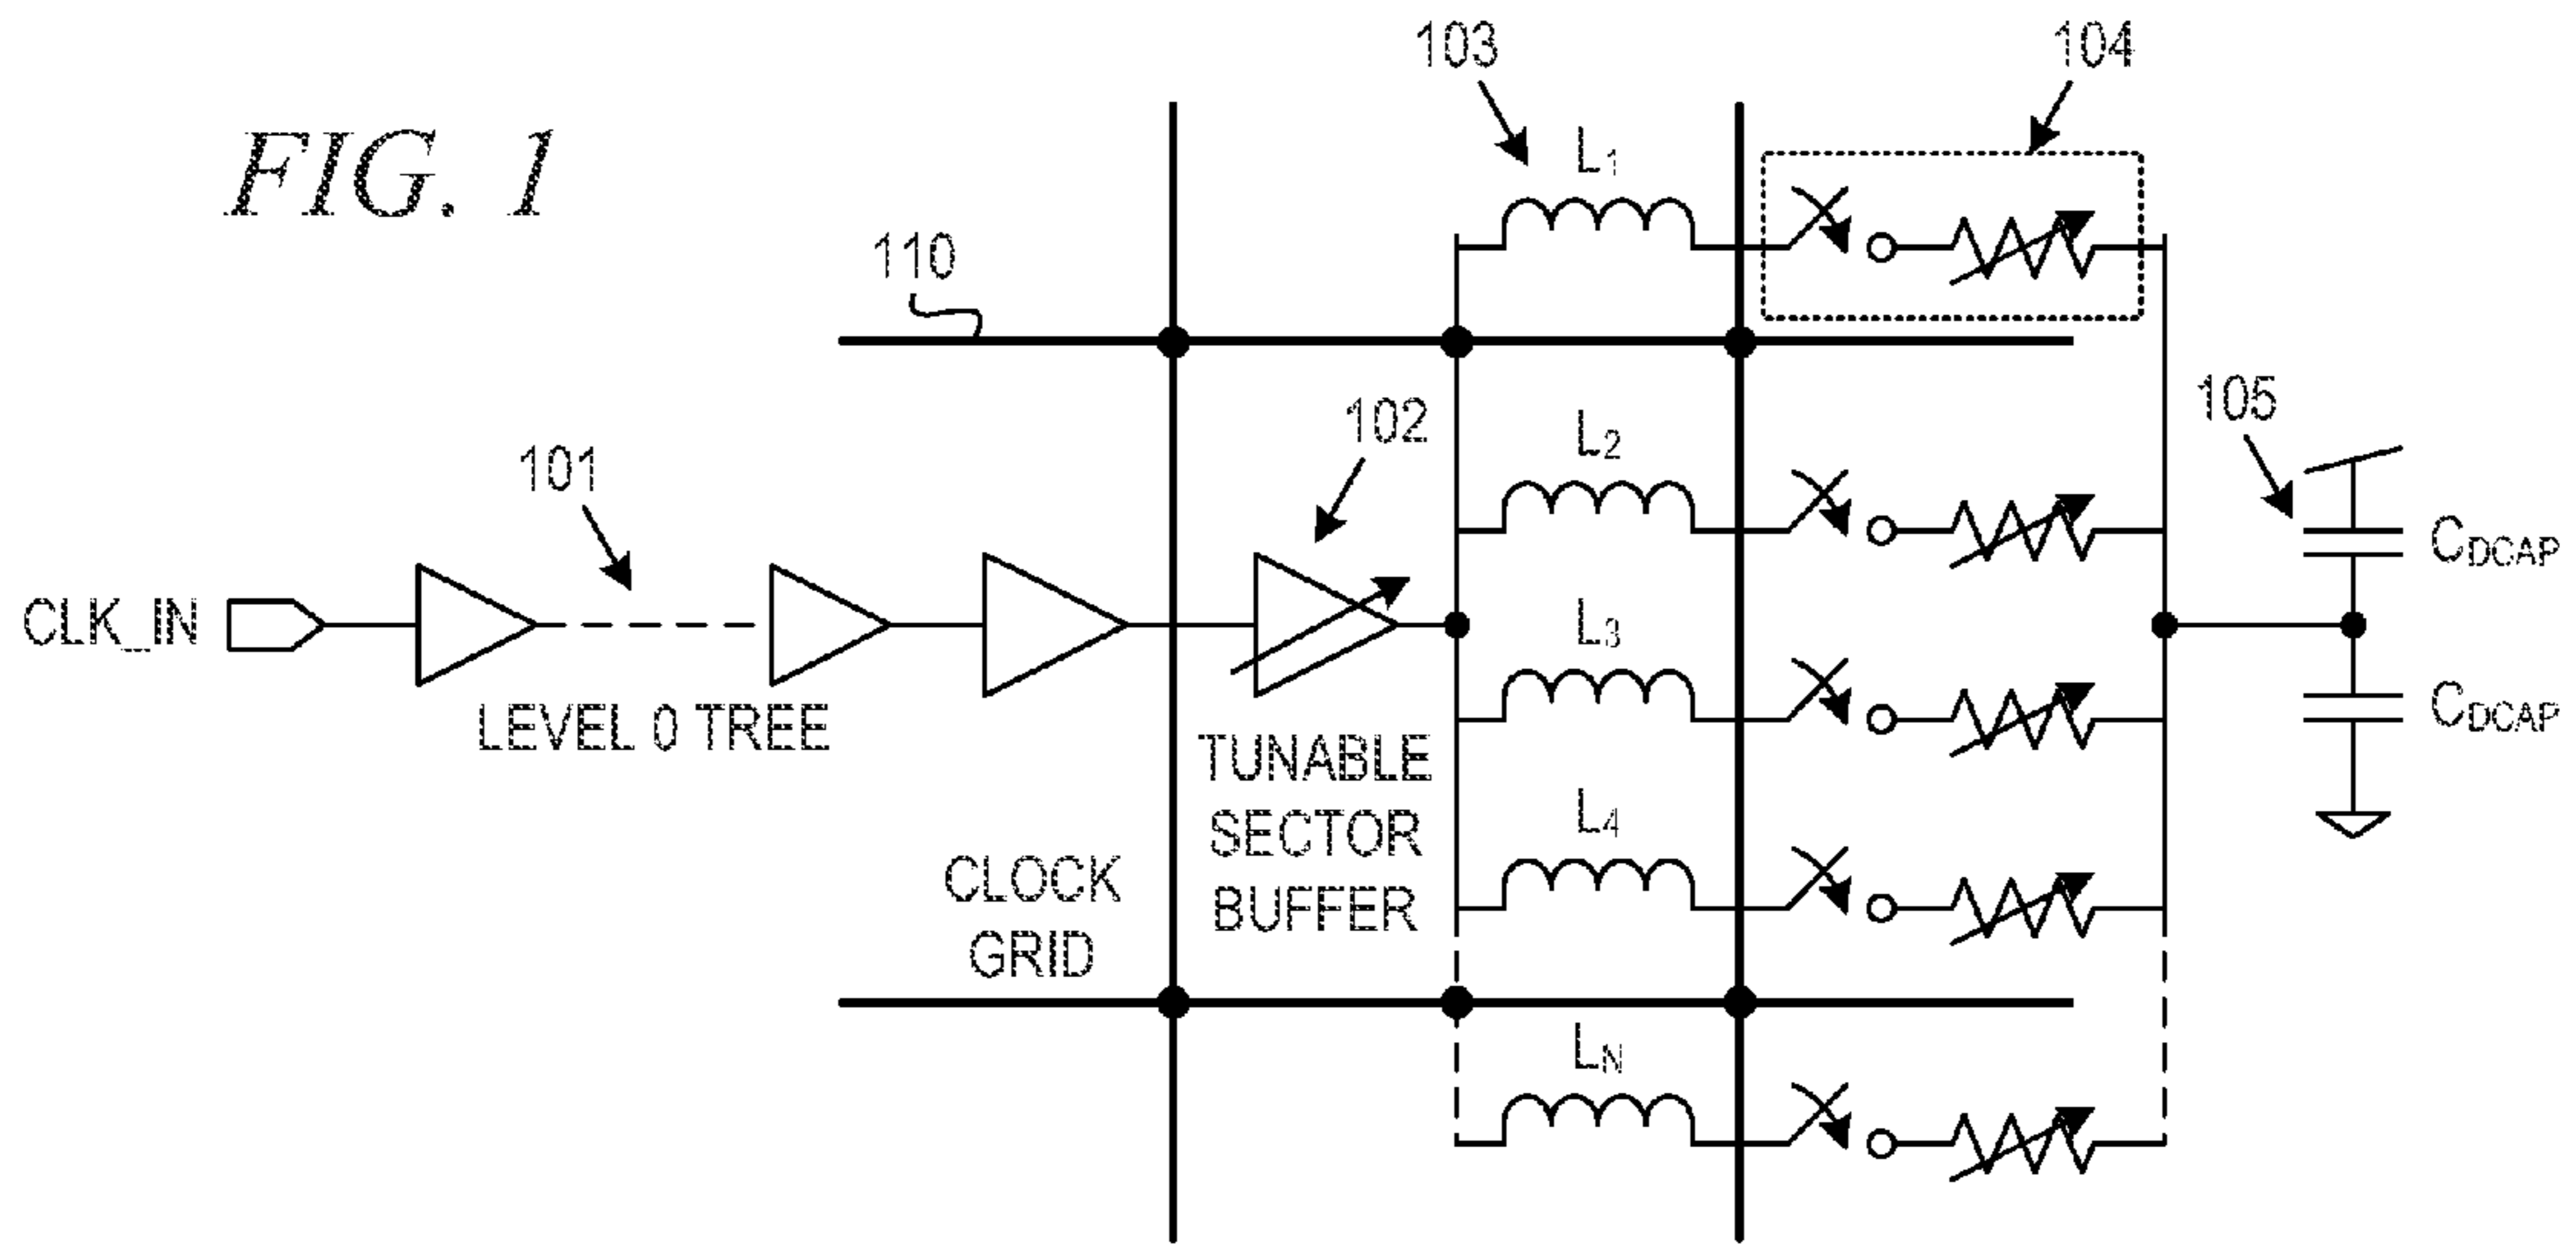 FIG. 1
103
104
L1
110
105
102
L2
101
CDCAP
CLK_IN
L3
LEVEL 0 TREE
CDCAP
TUNABLE
SECTOR
BUFFER
L4
CLOCK
GRID
LN